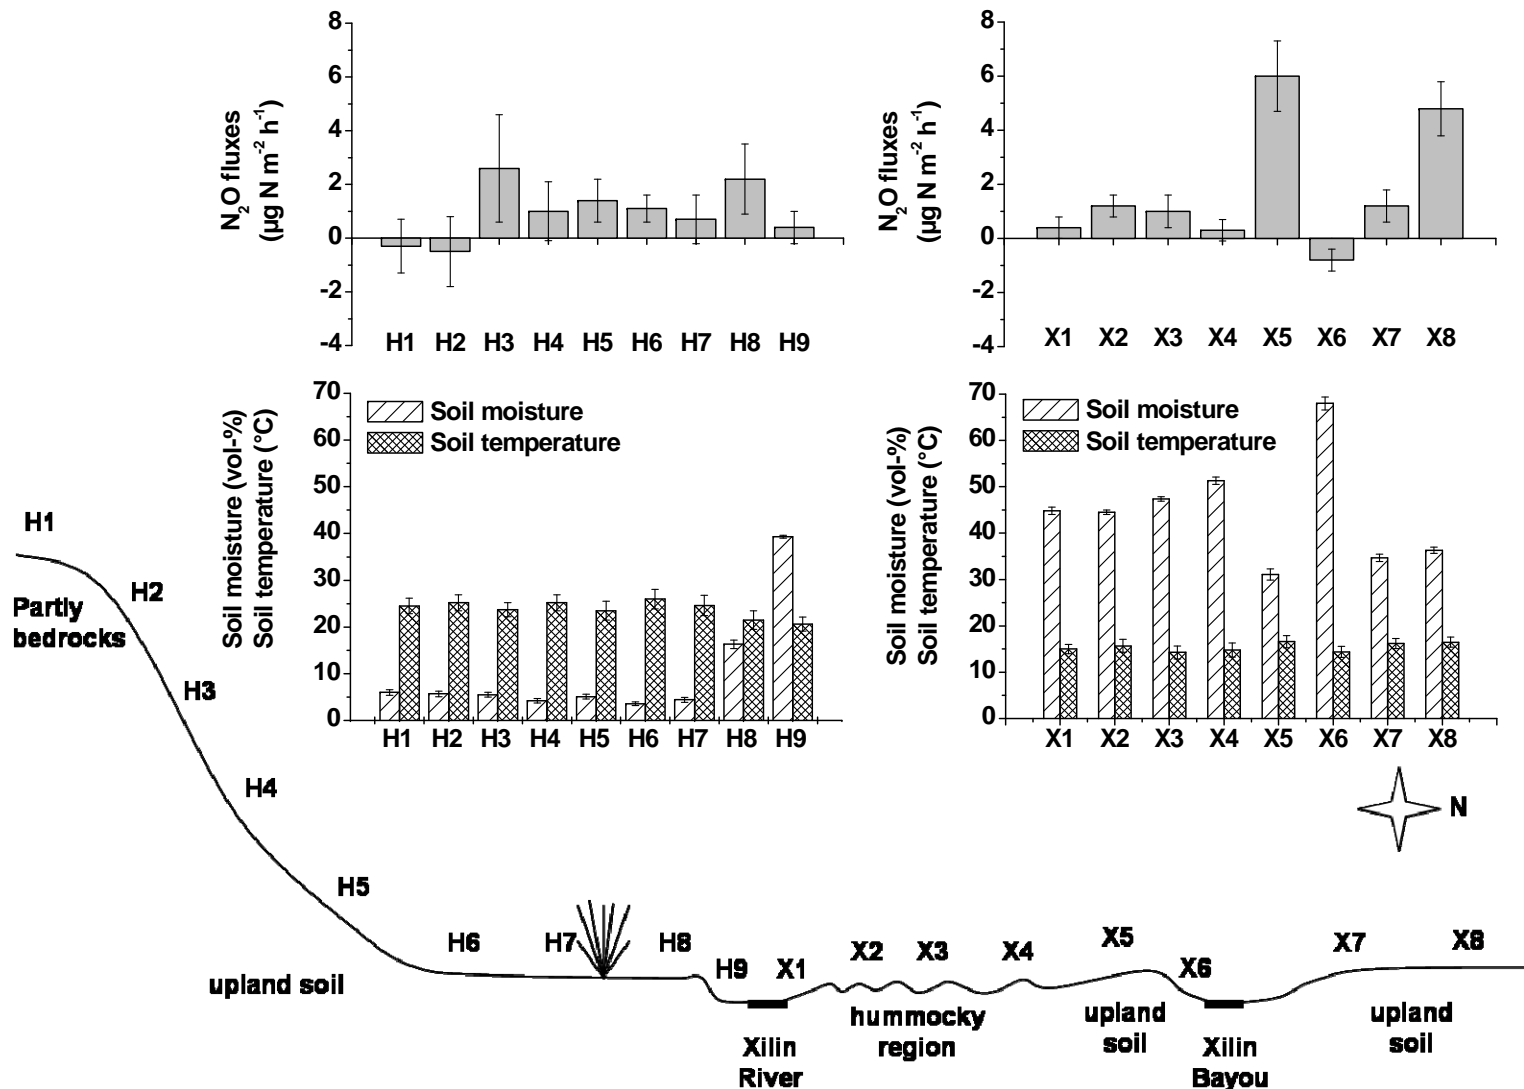 8
6
4
2
0
-2
-4
N2O fluxes
(µg N m-2 h-1)
H1 H2 H3 H4 H5 H6 H7 H8 H9
8
6
4
2
0
-2
-4
N2O fluxes
(µg N m-2 h-1)
X1 X2 X3 X4 X5 X6 X7 X8
70
60
50
40
30
20
10
0
Soil moisture (vol-%)
Soil temperature (°C)
Soil moisture
Soil temperature
H1 H2 H3 H4 H5 H6 H7 H8 H9
70
60
50
40
30
20
10
0
Soil moisture (vol-%)
Soil temperature (°C)
Soil moisture
Soil temperature
X1 X2 X3 X4 X5 X6 X7 X8
N
H1
Partly
bedrocks
H2
H3
H4
H5
H6 H7 H8
H9 X1 X2 X3 X4 X5 X6 X7 X8
upland soil
Xilin
River
hummocky
region
upland
soil
Xilin
Bayou
upland
soil